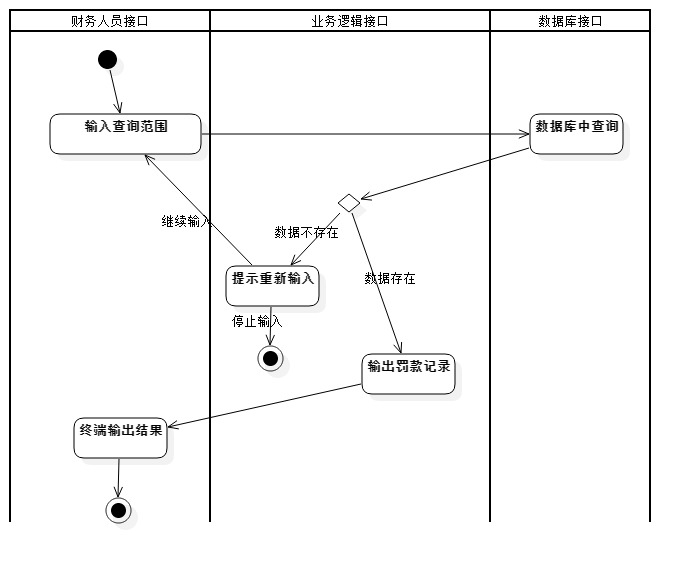 财务人员接口
业务逻辑接口
数据库接口
输入查询范围
数据库中查询
继续输入
数据不存在
数据存在
提示重新输入
停止输入
输出罚款记录
终端输出结果